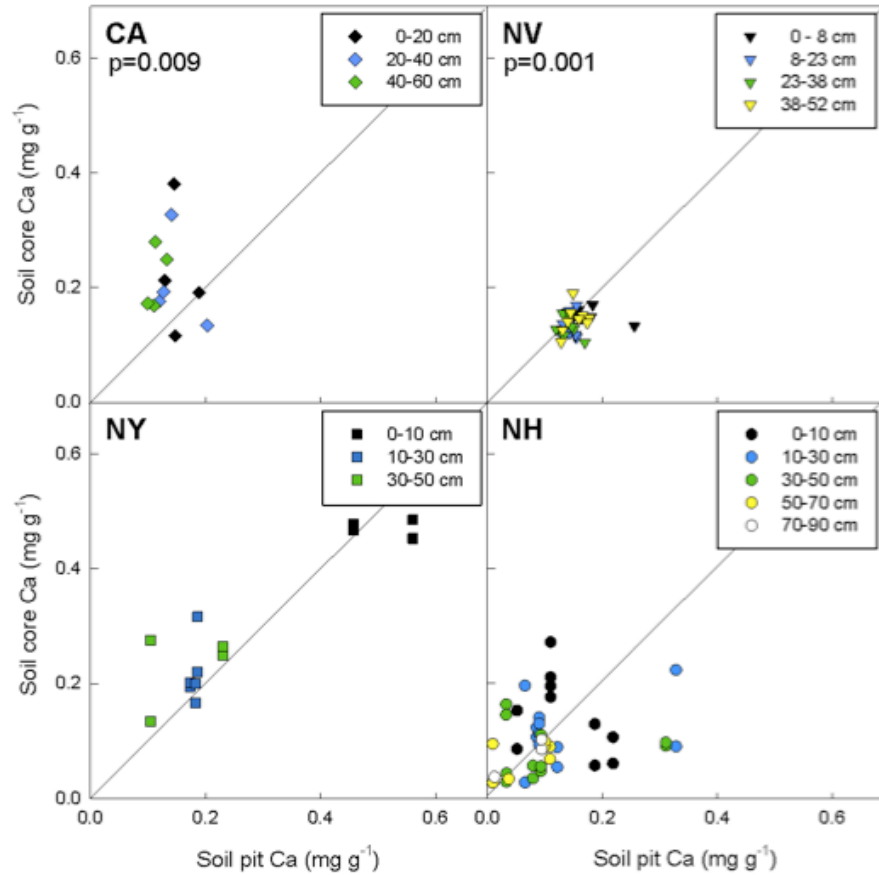 CA
p=0.009
0-20 cm
20-40 cm
40-60 cm
NV
p=0.001
0 - 8 cm
8-23 cm
23-38 cm
38-52 cm
0.6
0.4
0.2
0.0
Soil core Ca (mg g⁻¹)
NY
0-10 cm
10-30 cm
30-50 cm
NH
0-10 cm
10-30 cm
30-50 cm
50-70 cm
70-90 cm
0.6
0.4
0.2
0.0
Soil core Ca (mg g⁻¹)
0.0 0.2 0.4 0.6
0.0 0.2 0.4 0.6
Soil pit Ca (mg g⁻¹)
Soil pit Ca (mg g⁻¹)